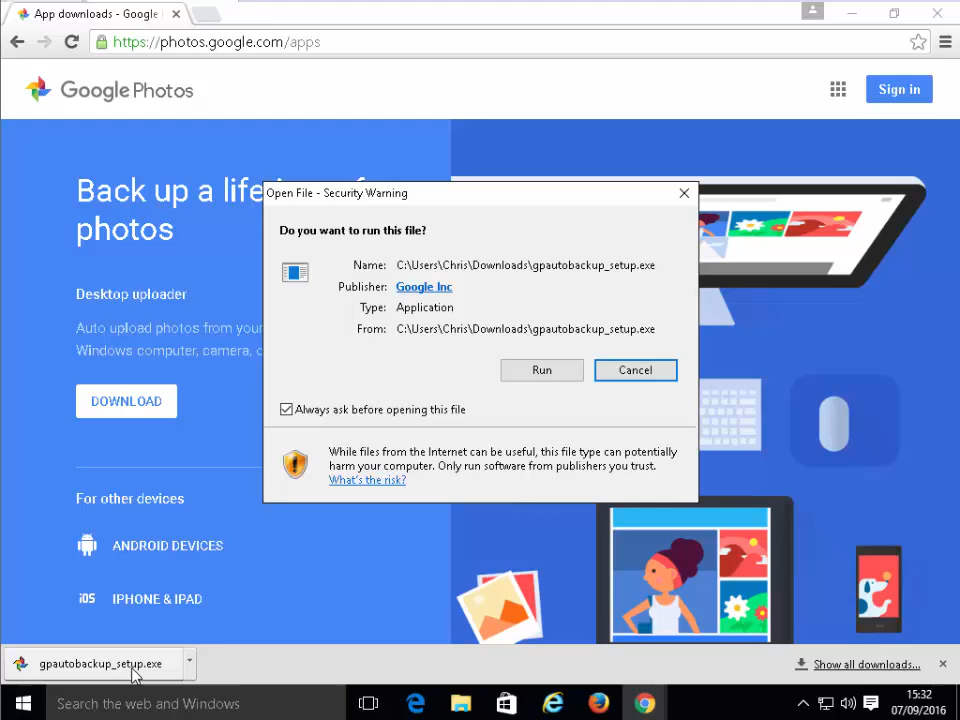 App downloads - Google
https://photos.google.com/apps
Google Photos
Sign in
Back up a life
photos
Desktop uploader
Auto upload photos from your
Windows computer, camera,
DOWNLOAD
For other devices
ANDROID DEVICES
iOS IPHONE & IPAD
Open File - Security Warning
Do you want to run this file?
Name: C:\Users\Chris\Downloads\gpautobackup_setup.exe
Publisher: Google Inc
Type: Application
From: C:\Users\Chris\Downloads\gpautobackup_setup.exe
Run
Cancel
Always ask before opening this file
While files from the Internet can be useful, this file type can potentially
harm your computer. Only run software from publishers you trust.
What's the risk?
gpautobackup_setup.exe
Show all downloads...
Search the web and Windows
15:32
07/09/2016